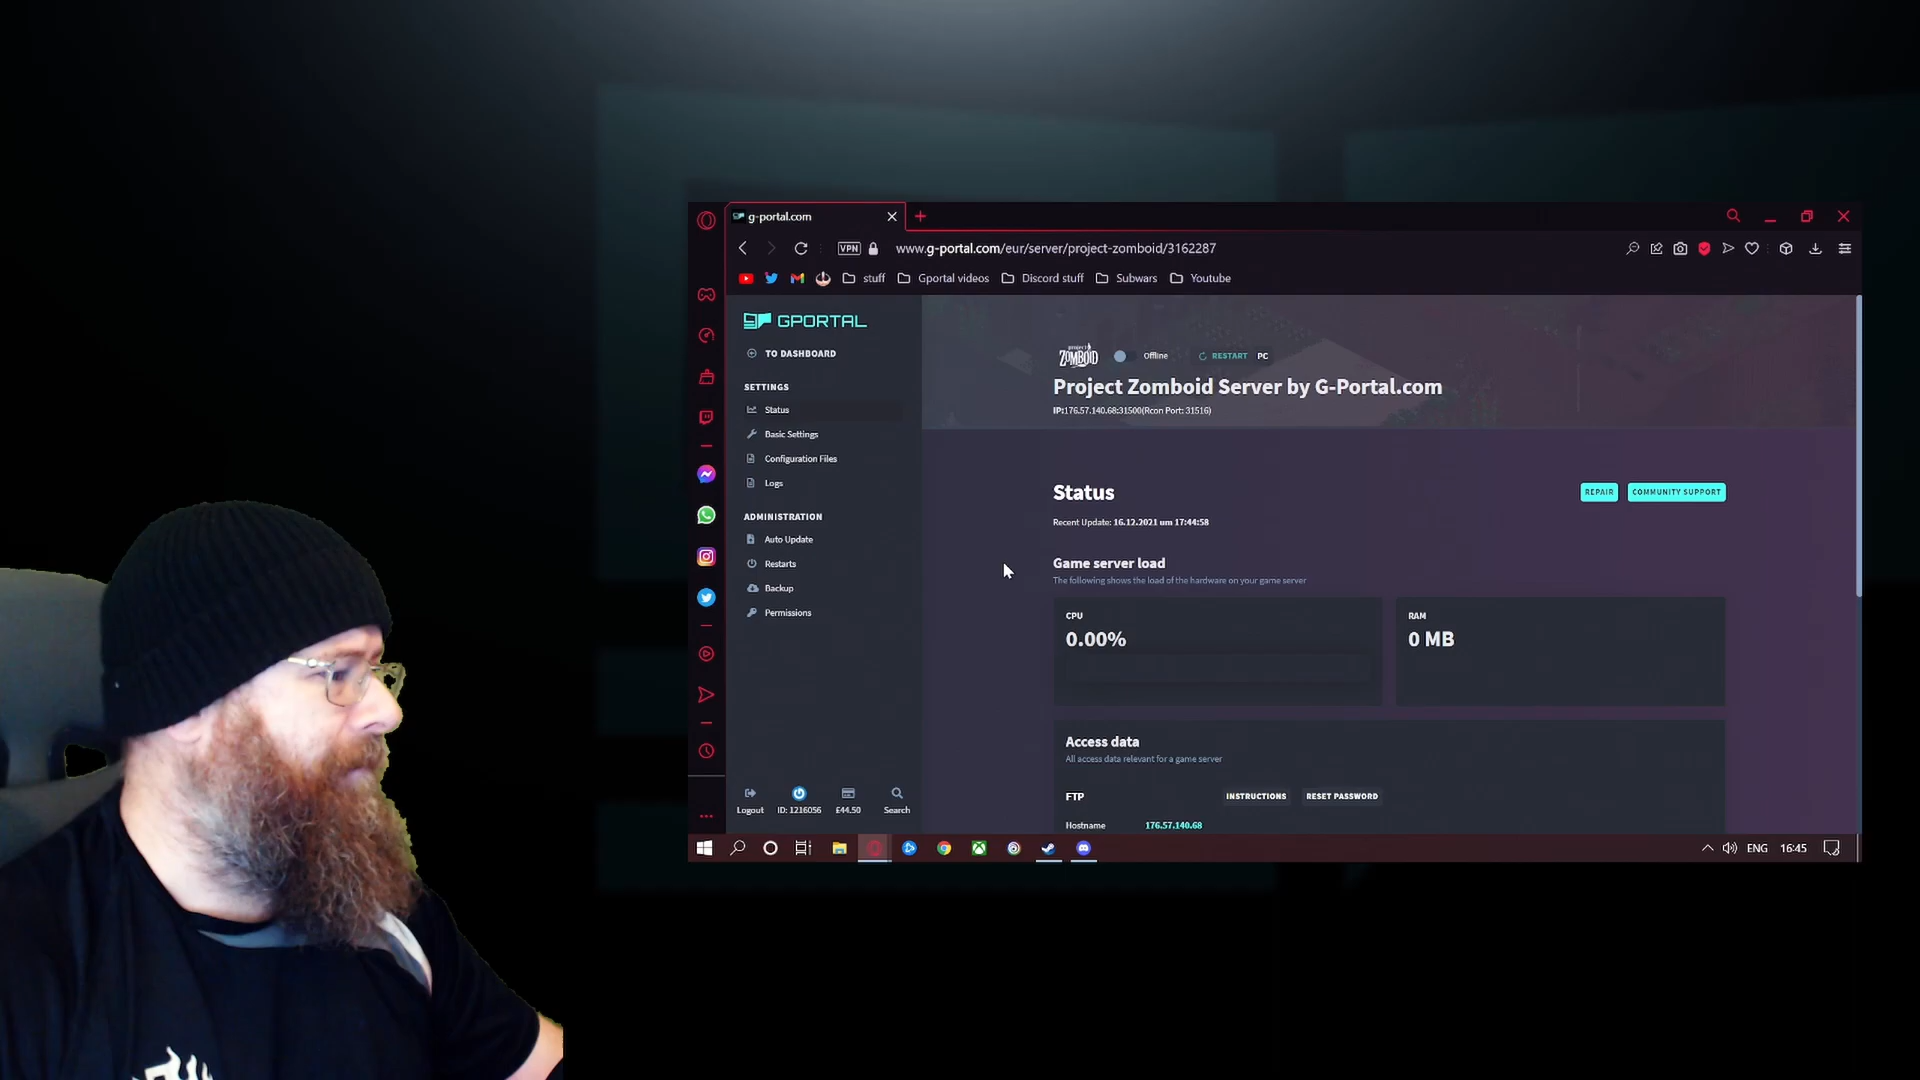 g-portal.com
VPN
www.g-portal.com/eur/server/project-zomboid/3162287
stuff
Gportal videos
Discord stuff
Subwars
Youtube
GPORTAL
TO DASHBOARD
SETTINGS
Status
Basic Settings
Configuration Files
Logs
ADMINISTRATION
Auto Update
Restarts
Backup
Permissions
Logout
ID: 1216056
£44.50
Search
project
ZOMBOID
Offline
RESTART
PC
Project Zomboid Server by G-Portal.com
IP:176.57.140.68:31500(Rcon Port: 31516)
Status
REPAIR
COMMUNITY SUPPORT
Recent Update: 16.12.2021 um 17:44:58
Game server load
The following shows the load of the hardware on your game server
CPU
0.00%
RAM
0 MB
Access data
All access data relevant for a game server
FTP
INSTRUCTIONS
RESET PASSWORD
Hostname
176.57.140.68
ENG
16:45